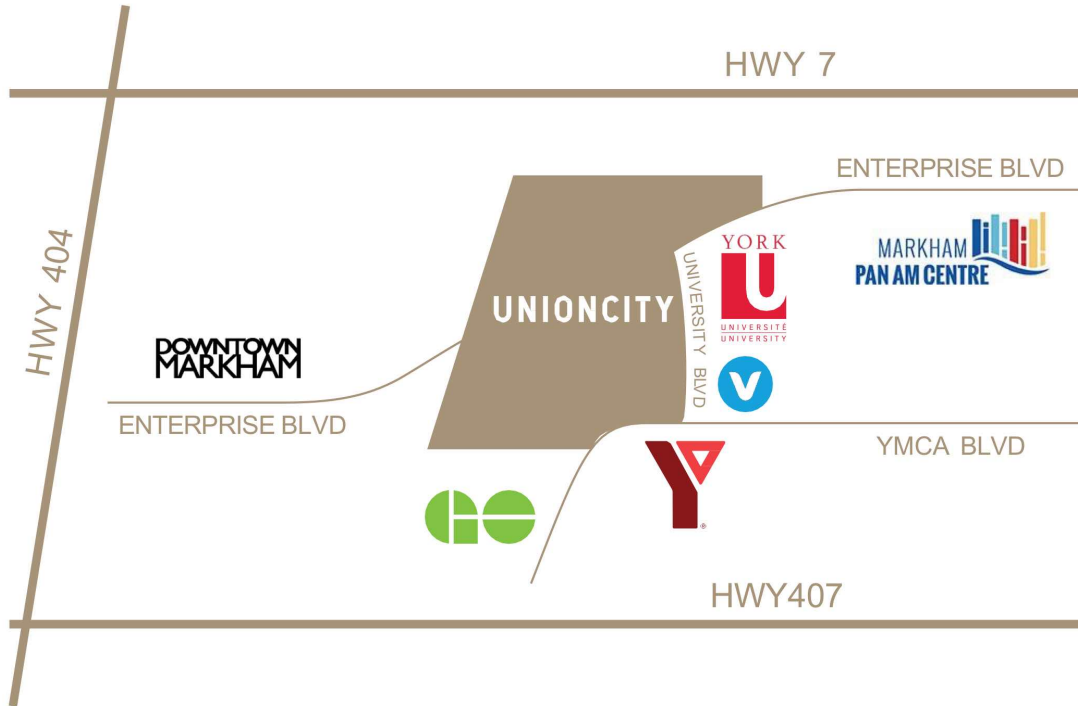 HWY 7
ENTERPRISE BLVD
MARKHAM
PAN AM CENTRE
YORK
U
UNIVERSITÉ
UNIVERSITY
UNIVERSITY BLVD
UNIONCITY
HWY 404
DOWNTOWN
MARKHAM
ENTERPRISE BLVD
V
YMCA BLVD
Y
®
GO
HWY407